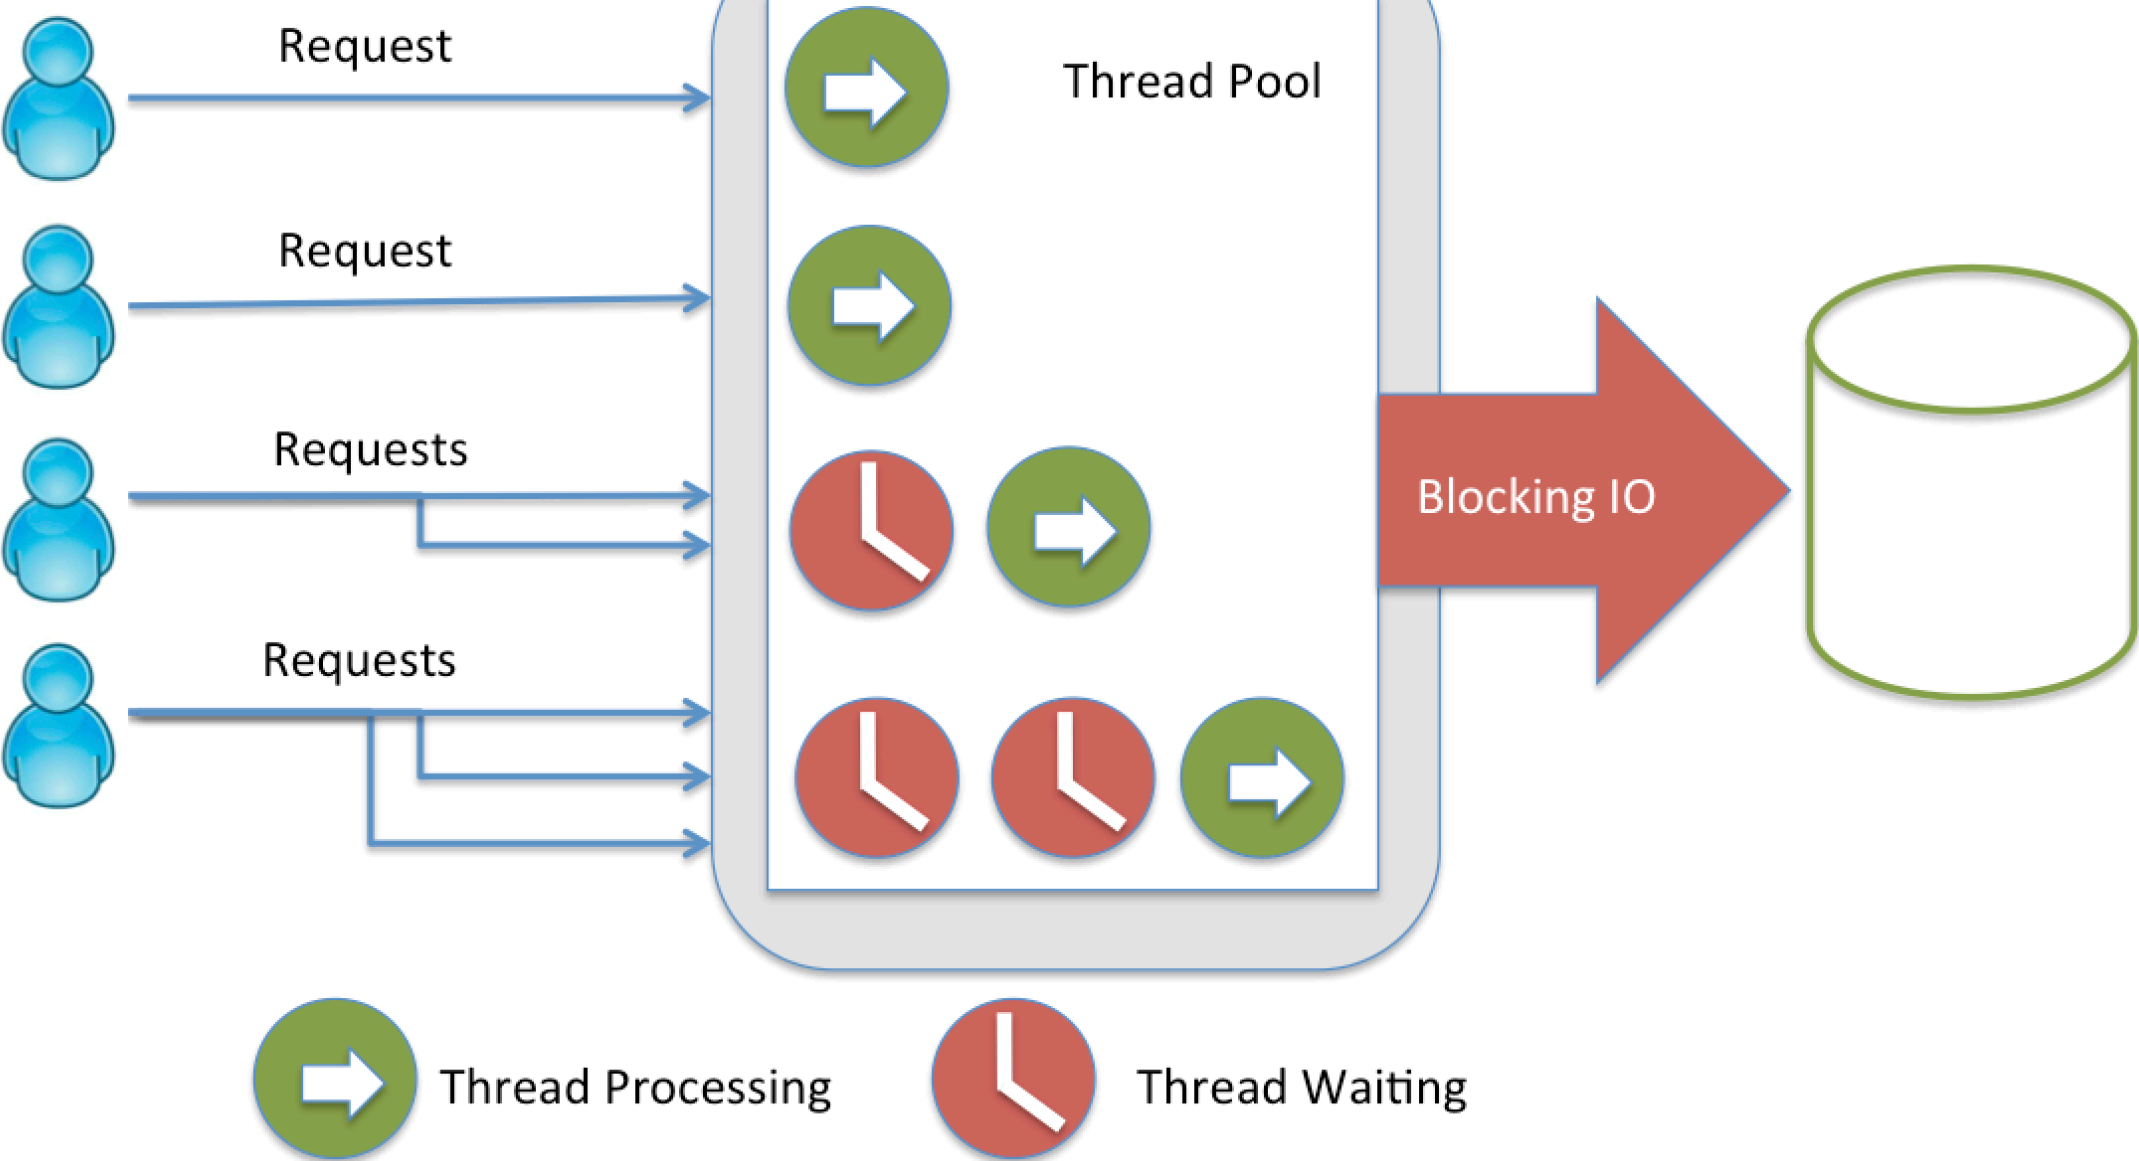 Request
Thread Pool
Request
Requests
Blocking IO
Requests
Thread Processing
Thread Waiting